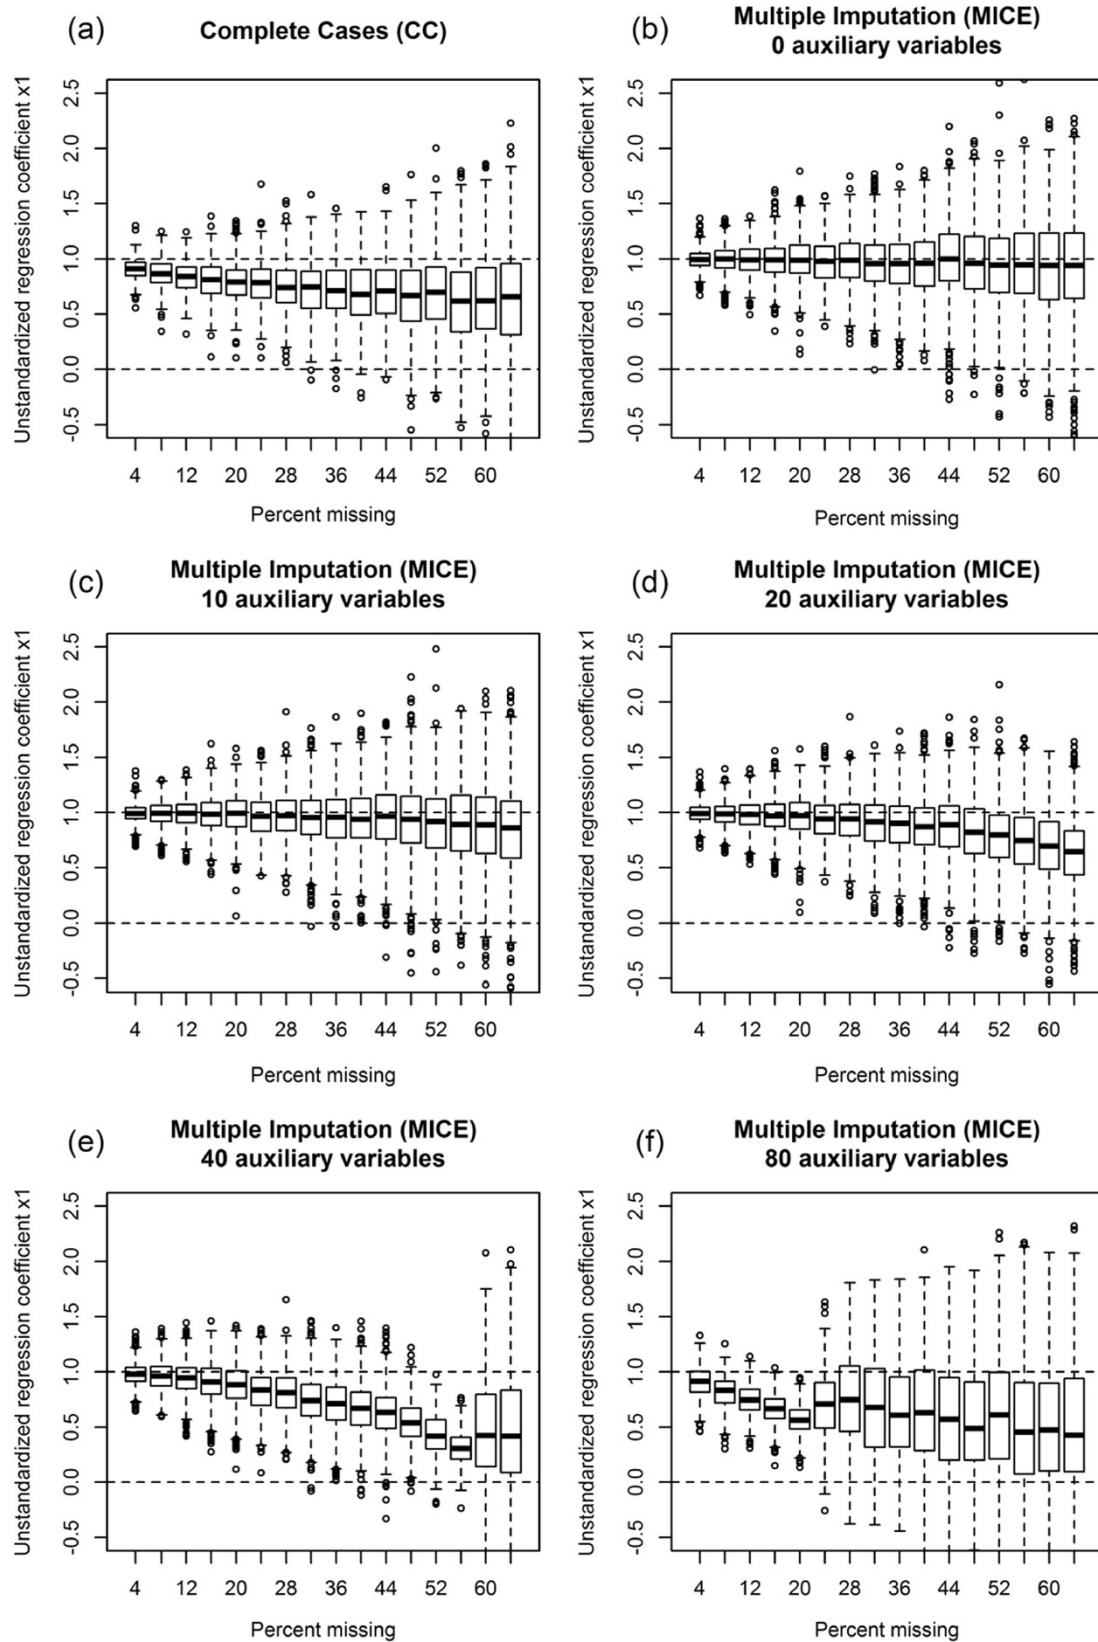 (a)
Complete Cases (CC)
Unstandardized regression coefficient x1
2.5
2.0
1.5
1.0
0.5
0.0
-0.5
4 12 20 28 36 44 52 60
Percent missing
(b)
Multiple Imputation (MICE)
0 auxiliary variables
Unstandardized regression coefficient x1
2.5
2.0
1.5
1.0
0.5
0.0
-0.5
4 12 20 28 36 44 52 60
Percent missing
(c)
Multiple Imputation (MICE)
10 auxiliary variables
Unstandardized regression coefficient x1
2.5
2.0
1.5
1.0
0.5
0.0
-0.5
4 12 20 28 36 44 52 60
Percent missing
(d)
Multiple Imputation (MICE)
20 auxiliary variables
Unstandardized regression coefficient x1
2.5
2.0
1.5
1.0
0.5
0.0
-0.5
4 12 20 28 36 44 52 60
Percent missing
(e)
Multiple Imputation (MICE)
40 auxiliary variables
Unstandardized regression coefficient x1
2.5
2.0
1.5
1.0
0.5
0.0
-0.5
4 12 20 28 36 44 52 60
Percent missing
(f)
Multiple Imputation (MICE)
80 auxiliary variables
Unstandardized regression coefficient x1
2.5
2.0
1.5
1.0
0.5
0.0
-0.5
4 12 20 28 36 44 52 60
Percent missing